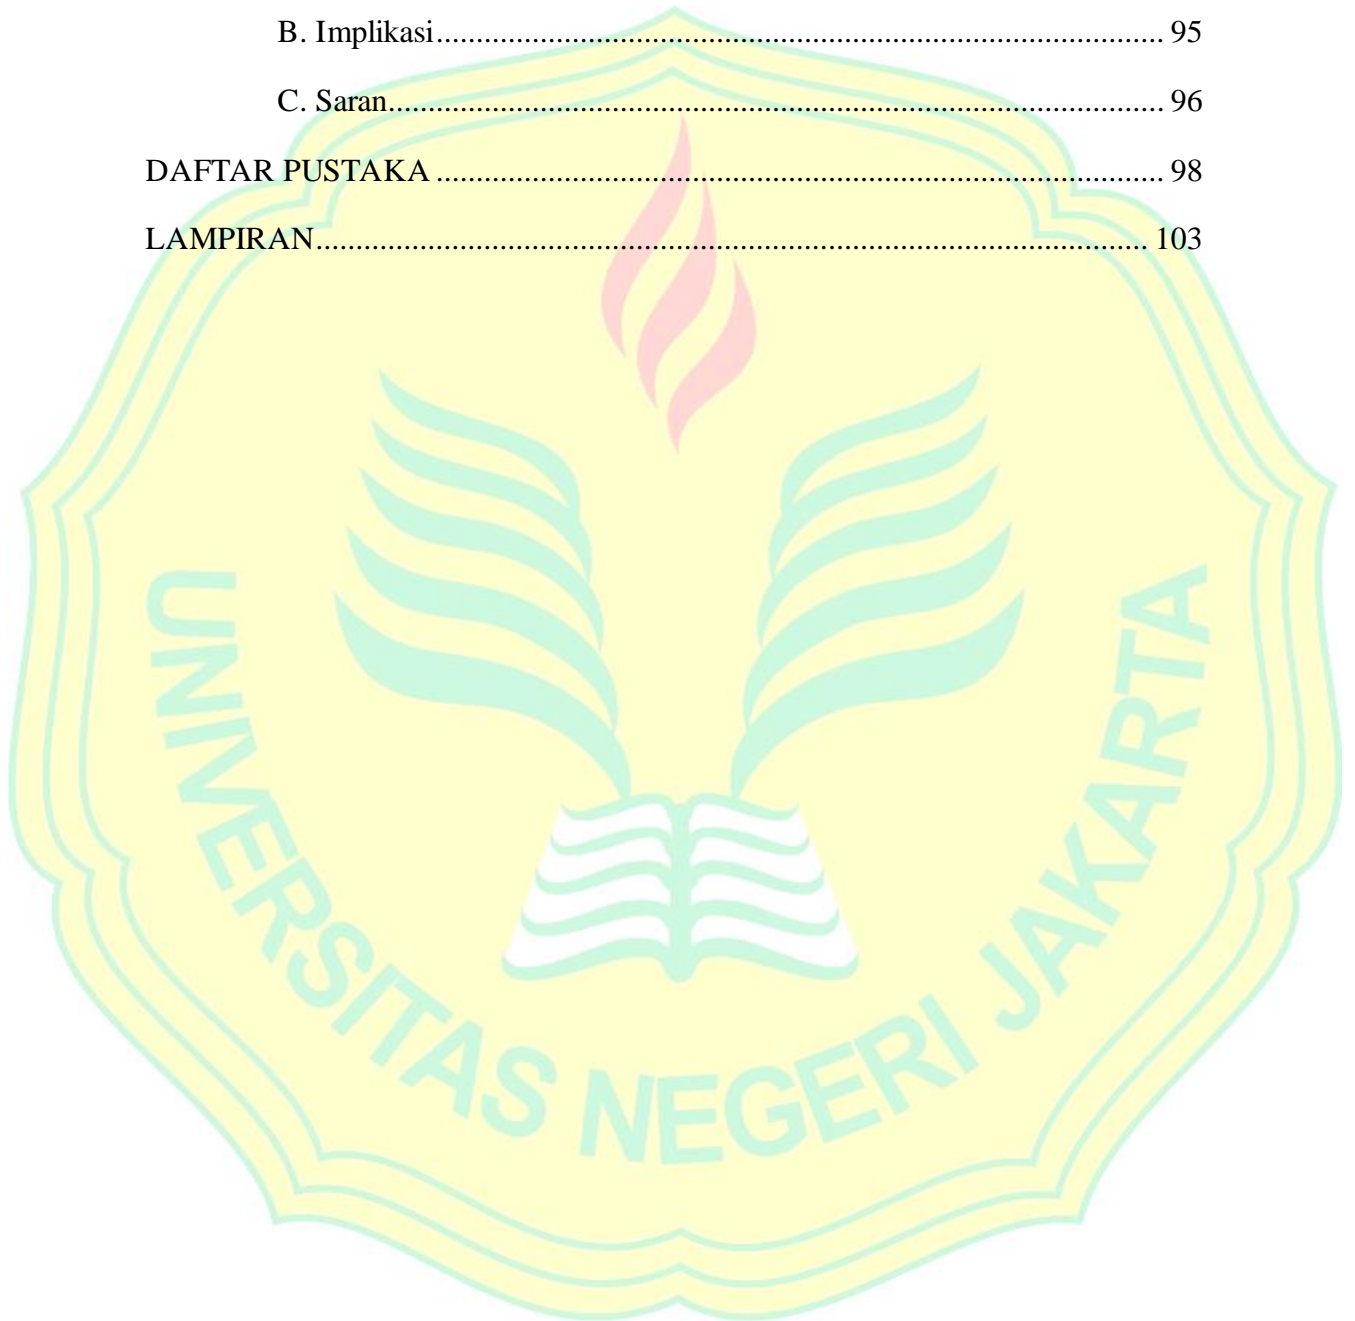 B. Implikasi........................................................................................... 95
C. Saran................................................................................................. 96
DAFTAR PUSTAKA ........................................................................................... 98
LAMPIRAN........................................................................................................ 103
UNIVERSITAS NEGERI JAKARTA